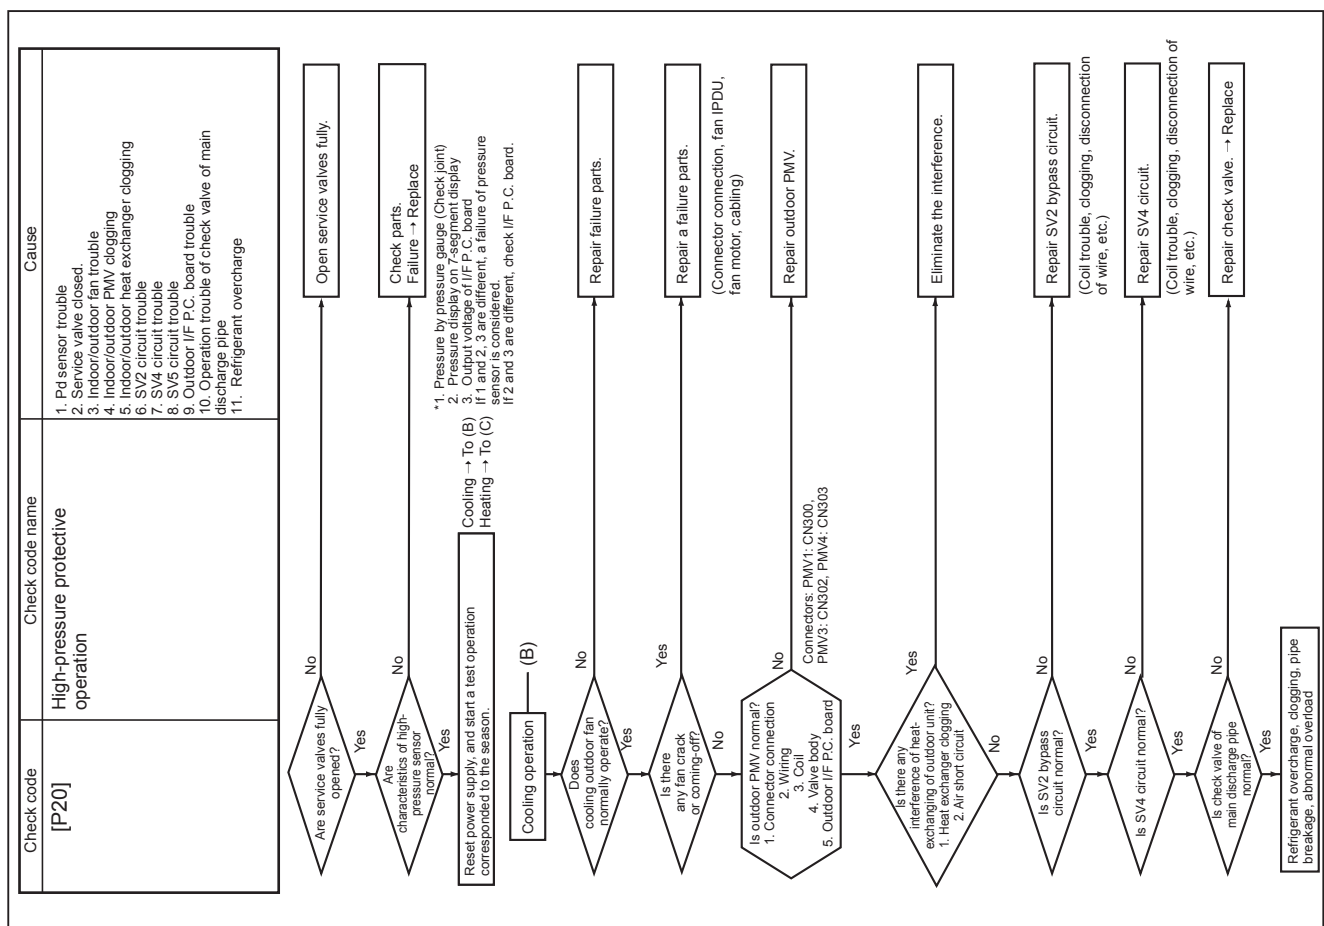 Check code
Check code name
Cause
[P20]
High-pressure protective
operation
1. Pd sensor trouble
2. Service valve closed.
3. Indoor/outdoor fan trouble
4. Indoor/outdoor PMV clogging
5. Indoor/outdoor heat exchanger clogging
6. SV2 circuit trouble
7. SV4 circuit trouble
8. SV5 circuit trouble
9. Outdoor I/F P.C. board trouble
10. Operation trouble of check valve of main
discharge pipe
11. Refrigerant overcharge
Are service valves fully
opened?
No
Open service valves fully.
Yes
Are
characteristics of high-
pressure sensor
normal?
No
Check parts.
Failure → Replace
Yes
*1. Pressure by pressure gauge (Check joint)
2. Pressure display on 7-segment display
3. Output voltage of I/F P.C. board
If 1 and 2, 3 are different, a failure of pressure
sensor is considered.
If 2 and 3 are different, check I/F P.C. board.
Reset power supply, and start a test operation
corresponded to the season.
Cooling → To (B)
Heating → To (C)
Cooling operation
(B)
Does
cooling outdoor fan
normally operate?
No
Repair failure parts.
Yes
Is there
any fan crack
or coming-off?
Yes
Repair a failure parts.
(Connector connection, fan IPDU,
fan motor, cabling)
No
Is outdoor PMV normal?
1. Connector connection
2. Wiring
3. Coil
4. Valve body
5. Outdoor I/F P.C. board
No
Repair outdoor PMV.
Connectors: PMV1: CN300,
PMV3: CN302, PMV4: CN303
Yes
Is there any
interference of heat-
exchanging of outdoor unit?
1. Heat exchanger clogging
2. Air short circuit
Yes
Eliminate the interference.
No
Is SV2 bypass
circuit normal?
No
Repair SV2 bypass circuit.
(Coil trouble, clogging, disconnection
of wire, etc.)
Yes
Is SV4 circuit normal?
No
Repair SV4 circuit.
(Coil trouble, clogging, disconnection of
wire, etc.)
Yes
Is check valve of
main discharge pipe
normal?
No
Repair check valve. → Replace
Yes
Refrigerant overcharge, clogging, pipe
breakage, abnormal overload